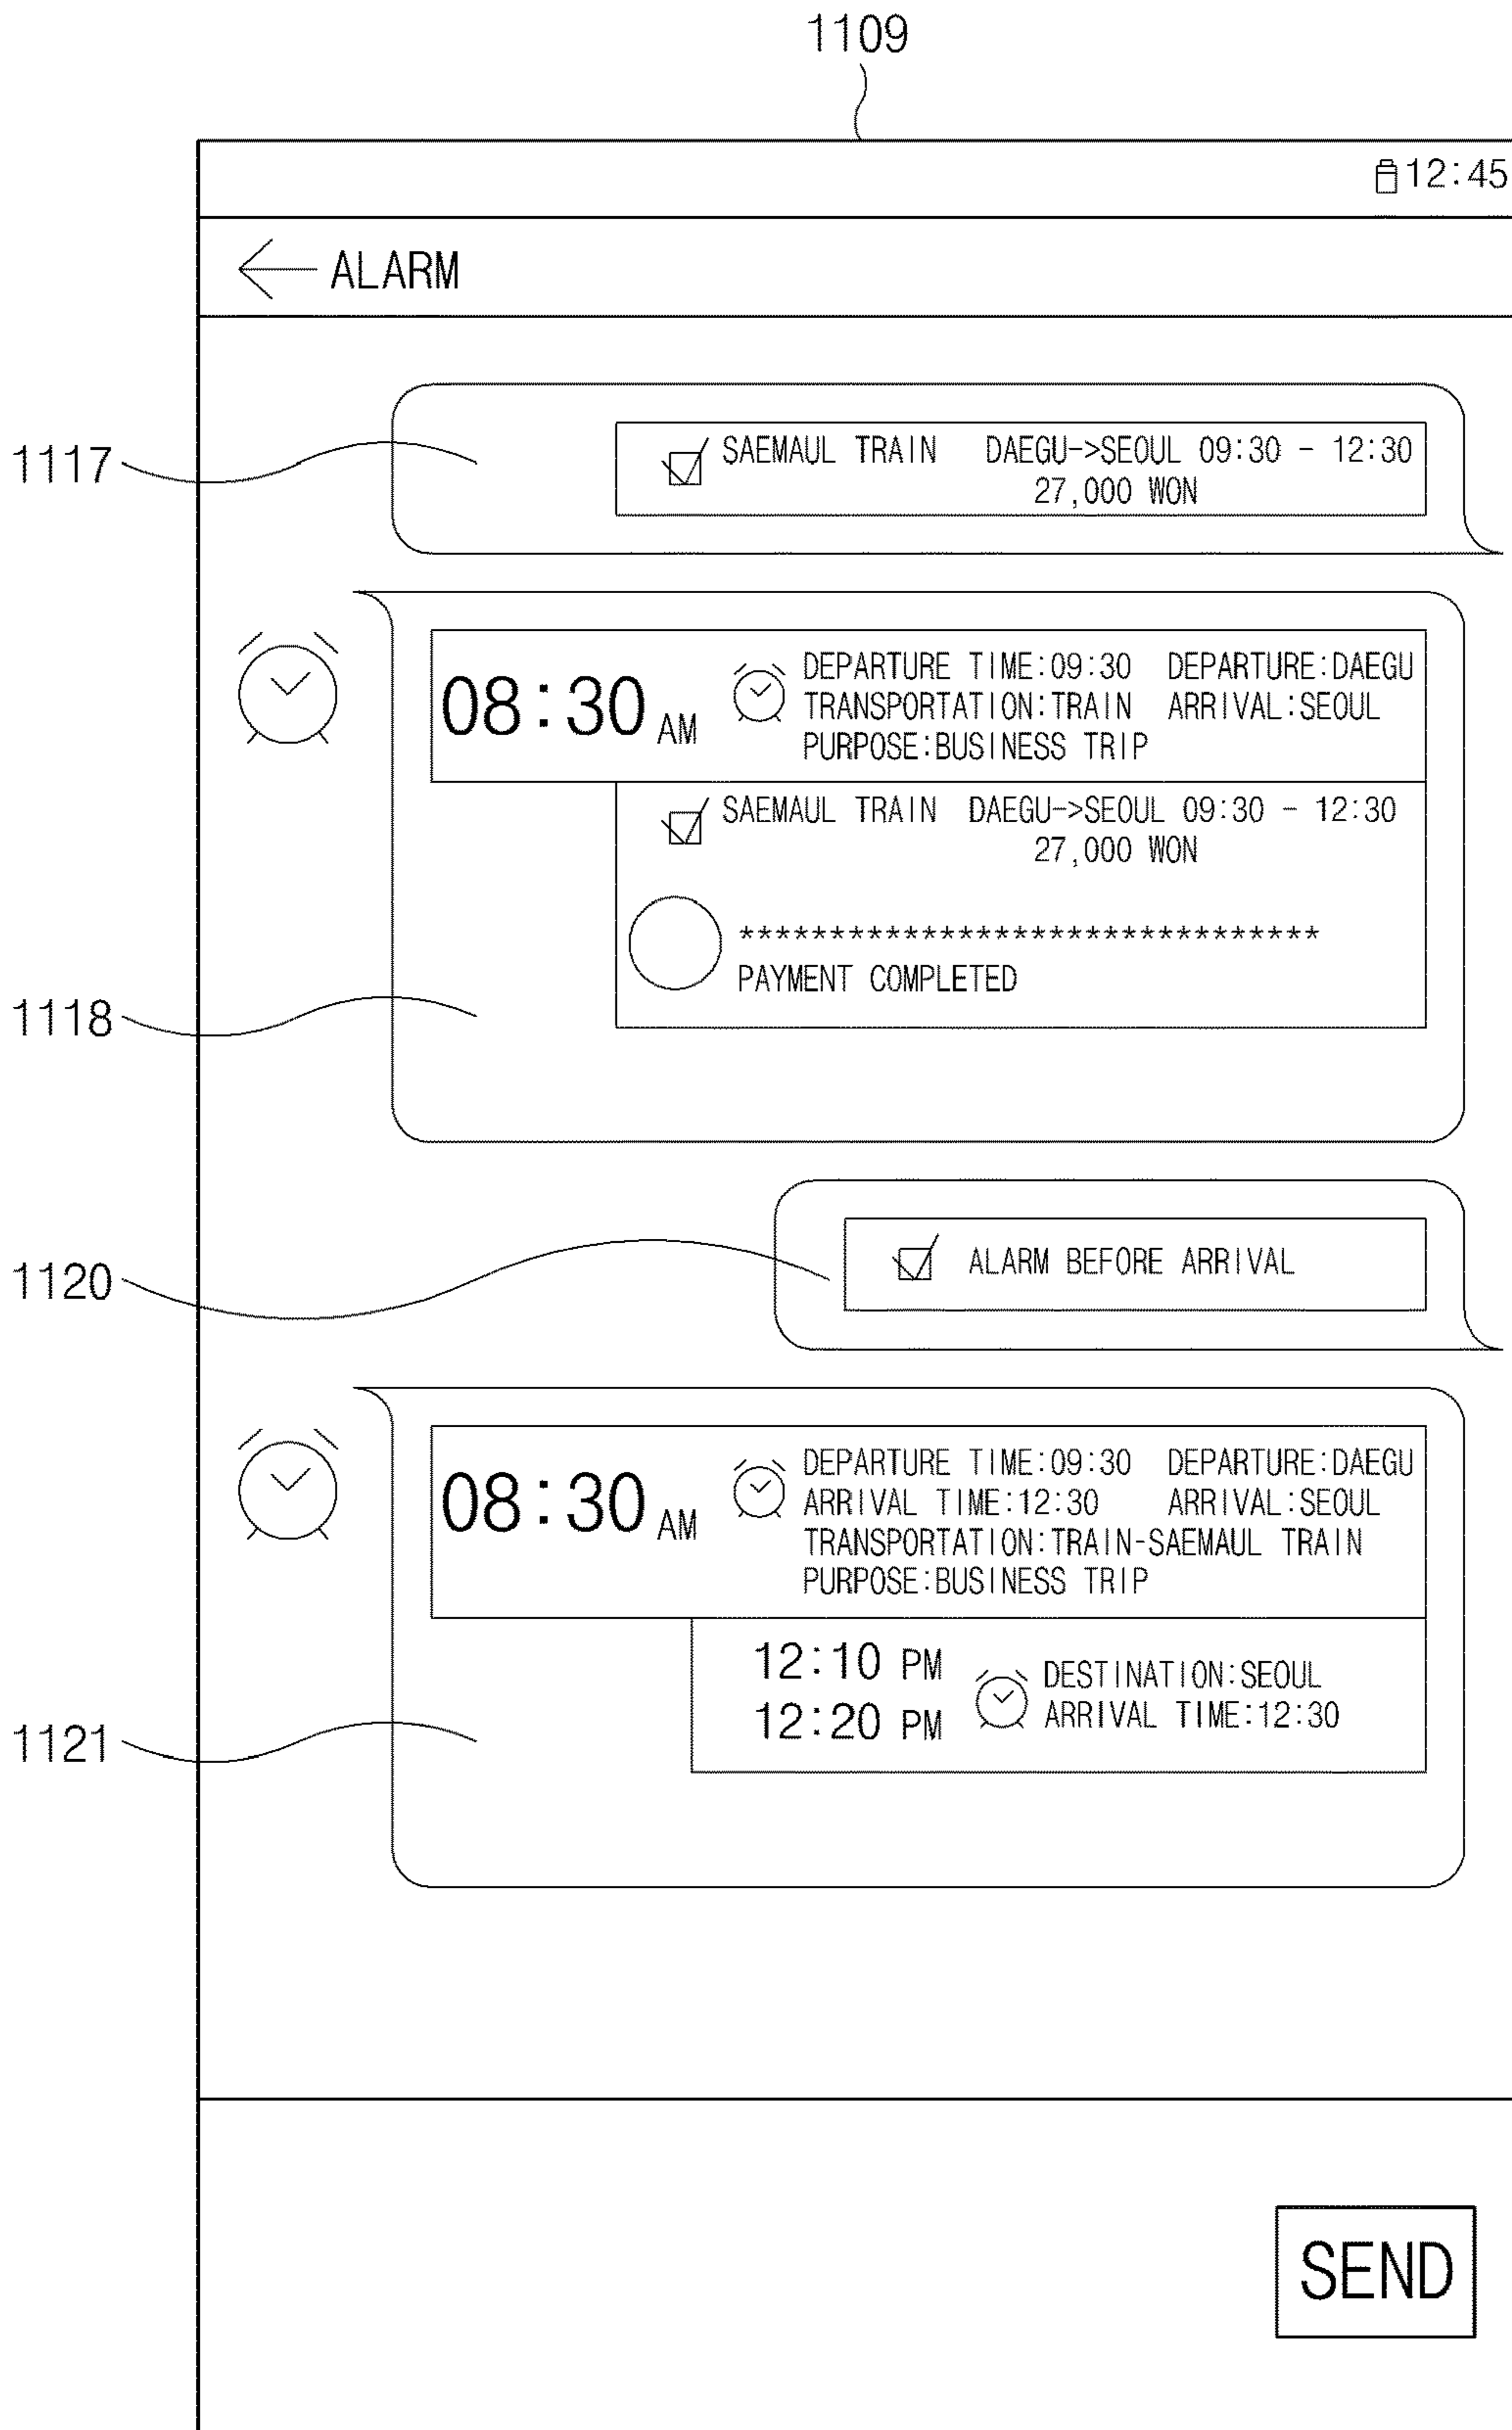 1109
12:45
ALARM
1117
SAEMAUL TRAIN DAEGU->SEOUL 09:30 - 12:30
27,000 WON
08:30 AM
DEPARTURE TIME:09:30 DEPARTURE:DAEGU
TRANSPORTATION:TRAIN ARRIVAL:SEOUL
PURPOSE:BUSINESS TRIP
SAEMAUL TRAIN DAEGU->SEOUL 09:30 - 12:30
27,000 WON
********************************
PAYMENT COMPLETED
1118
1120
ALARM BEFORE ARRIVAL
08:30 AM
DEPARTURE TIME:09:30 DEPARTURE:DAEGU
ARRIVAL TIME:12:30 ARRIVAL:SEOUL
TRANSPORTATION:TRAIN-SAEMAUL TRAIN
PURPOSE:BUSINESS TRIP
12:10 PM
12:20 PM
DESTINATION:SEOUL
ARRIVAL TIME:12:30
1121
SEND